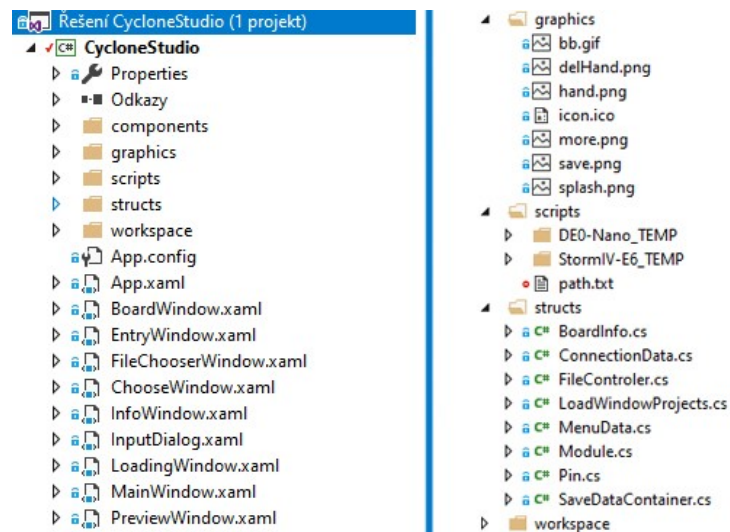 Řešení CycloneStudio (1 projekt)
C# CycloneStudio
Properties
Odkazy
components
graphics
scripts
structs
workspace
App.config
App.xaml
BoardWindow.xaml
EntryWindow.xaml
FileChooserWindow.xaml
ChooseWindow.xaml
InfoWindow.xaml
InputDialog.xaml
LoadingWindow.xaml
MainWindow.xaml
PreviewWindow.xaml
graphics
bb.gif
delHand.png
hand.png
icon.ico
more.png
save.png
splash.png
scripts
DE0-Nano_TEMP
StormIV-E6_TEMP
path.txt
structs
C# BoardInfo.cs
C# ConnectionData.cs
C# FileControler.cs
C# LoadWindowProjects.cs
C# MenuData.cs
C# Module.cs
C# Pin.cs
C# SaveDataContainer.cs
workspace